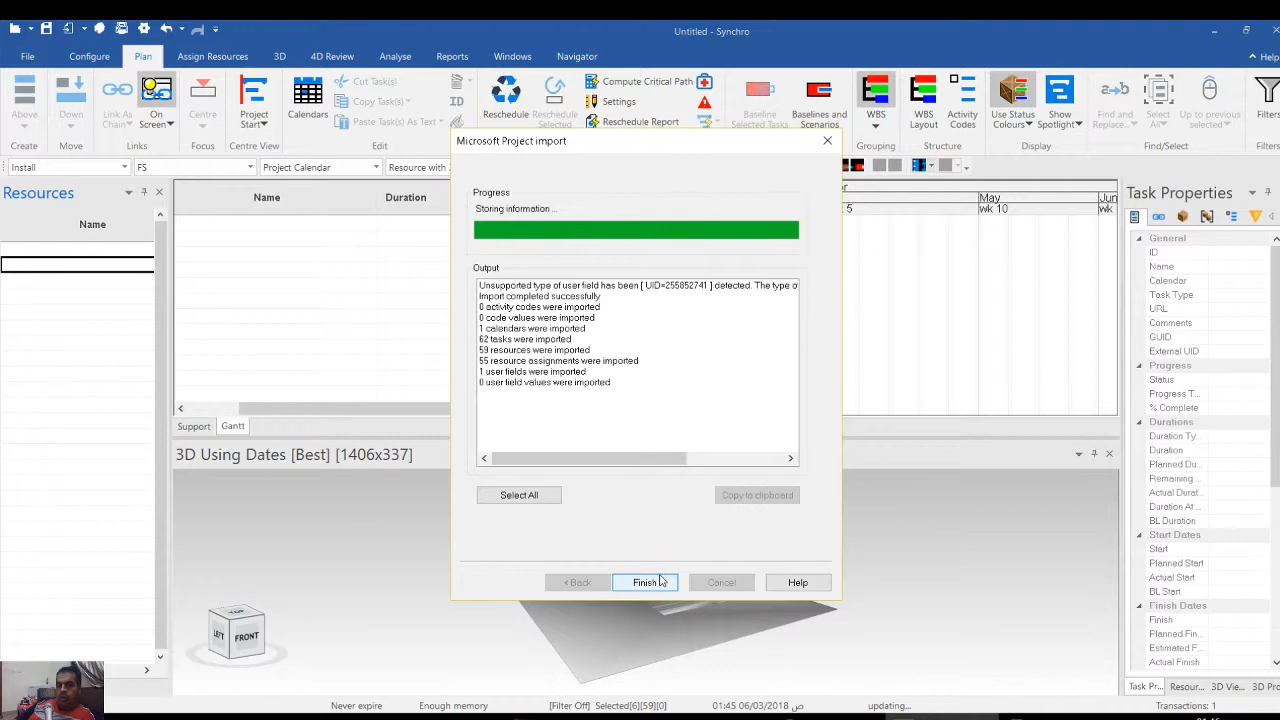 Untitled - Synchro
File Configure Plan Assign Resources 3D 4D Review Analyse Reports Windows Navigator Help
Above Down Link As Chain On Screen Central Project Start Calendars Cut Task(s) Copy Task(s) Paste Task(s) As Text ID Reschedule Reschedule Selected Compute Critical Path Settings Reschedule Report Baseline Selected Tasks Baselines and Scenarios WBS WBS Layout Activity Codes Use Status Colours Show Spotlight Find and Replace... Select All Up to previous (selected) Filters
Move Links Centre View Edit Grouping Structure Display Find/Select Filters
Install FS Project Calendar Resource with
Resources
Name
Name Duration
5 May wk 10 Jun wk
Support Gantt
3D Using Dates [Best] [1406x337]
TOP
LEFT FRONT
Microsoft Project import
Progress
Storing information ...
Output
Unsupported type of user field has been [ UID=255852741 ] detected. The type o
Import completed successfully
0 activity codes were imported
0 code values were imported
1 calendars were imported
62 tasks were imported
59 resources were imported
55 resource assignments were imported
1 user fields were imported
0 user field values were imported
Select All Copy to clipboard
< Back Finish Cancel Help
Task Properties
General
ID
Name
Task Type
URL
Comments
GUID
External UID
Progress
Status
Progress T...
% Complete
Durations
Duration Ty...
Duration
Planned Du...
Remaining ...
Actual Durat...
Duration At ...
BL Duration
Start Dates
Start
Planned Start
Actual Start
BL Start
Finish Dates
Finish
Planned Fin...
Estimated F...
Actual Finish
Task Pr... Resour... 3D Vie... 3D Pro
Never expire Enough memory [Filter Off] Selected[6][59][0] 01:45 06/03/2018 ص updating... Transactions: 1